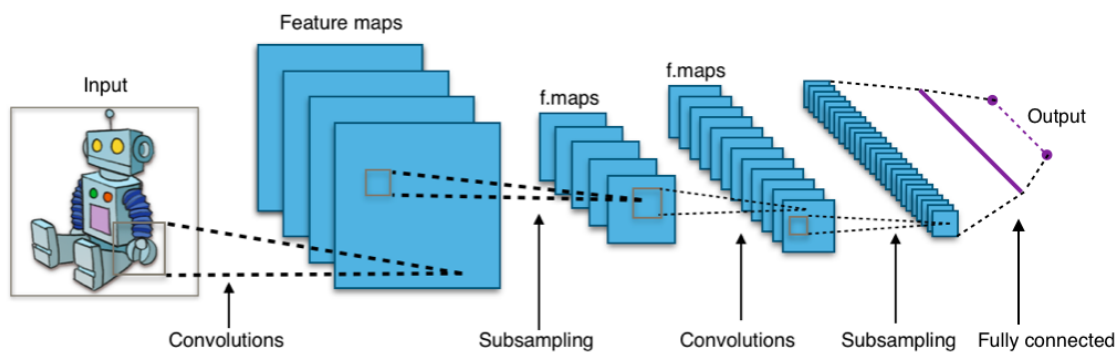 Feature maps
Input
f.maps
f.maps
Output
Convolutions
Subsampling
Convolutions
Subsampling
Fully connected